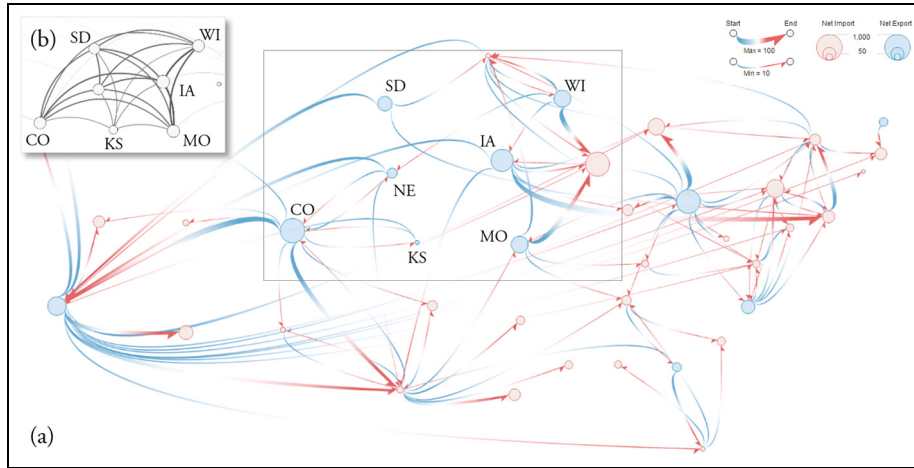 (b)
SD
WI
IA
CO
KS
MO
Start
End
Max = 100
Min = 10
Net Import
Net Export
1,000
50
SD
WI
IA
NE
CO
KS
MO
(a)